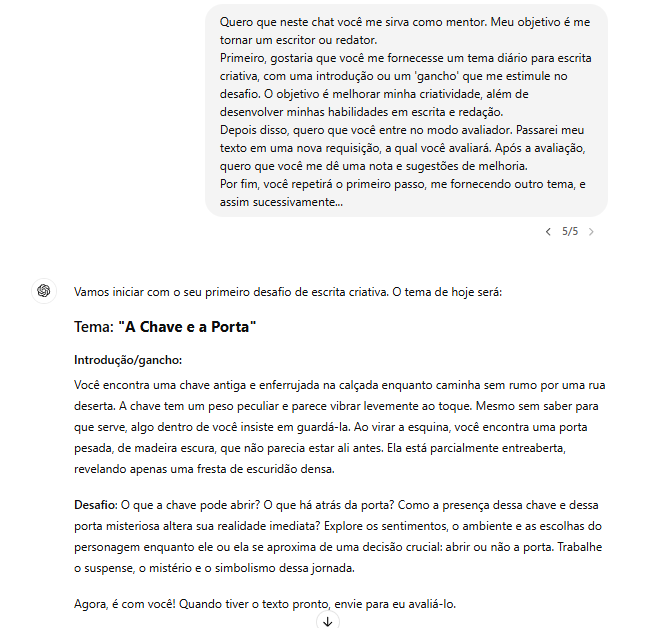 Quero que neste chat você me sirva como mentor. Meu objetivo é me
tornar um escritor ou redator.
Primeiro, gostaria que você me fornecesse um tema diário para escrita
criativa, com uma introdução ou um 'gancho' que me estimule no
desafio. O objetivo é melhorar minha criatividade, além de
desenvolver minhas habilidades em escrita e redação.
Depois disso, quero que você entre no modo avaliador. Passarei meu
texto em uma nova requisição, a qual você avaliará. Após a avaliação,
quero que você me dê uma nota e sugestões de melhoria.
Por fim, você repetirá o primeiro passo, me fornecendo outro tema, e
assim sucessivamente...
5/5
Vamos iniciar com o seu primeiro desafio de escrita criativa. O tema de hoje será:
Tema: "A Chave e a Porta"
Introdução/gancho:
Você encontra uma chave antiga e enferrujada na calçada enquanto caminha sem rumo por uma rua
deserta. A chave tem um peso peculiar e parece vibrar levemente ao toque. Mesmo sem saber para
que serve, algo dentro de você insiste em guardá-la. Ao virar a esquina, você encontra uma porta
pesada, de madeira escura, que não parecia estar ali antes. Ela está parcialmente entreaberta,
revelando apenas uma fresta de escuridão densa.
Desafio: O que a chave pode abrir? O que há atrás da porta? Como a presença dessa chave e dessa
porta misteriosa altera sua realidade imediata? Explore os sentimentos, o ambiente e as escolhas do
personagem enquanto ele ou ela se aproxima de uma decisão crucial: abrir ou não a porta. Trabalhe
o suspense, o mistério e o simbolismo dessa jornada.
Agora, é com você! Quando tiver o texto pronto, envie para eu avaliá-lo.